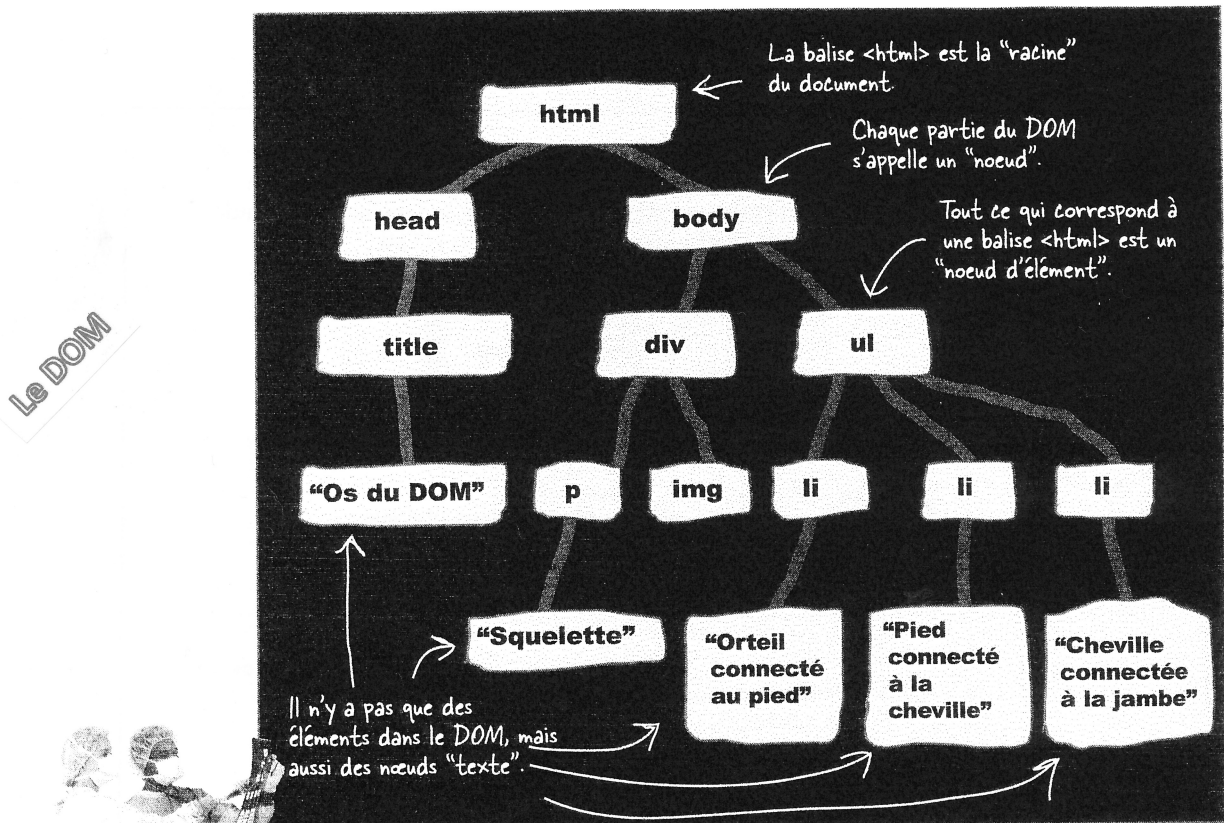 La balise <html> est la "racine"
du document.
html
Chaque partie du DOM
s'appelle un "noeud".
head
body
Tout ce qui correspond à
une balise <html> est un
"noeud d'élément".
Le DOM
title
div
ul
"Os du DOM"
p
img
li
li
li
"Squelette"
"Orteil
connecté
au pied"
"Pied
connecté
à la
cheville"
"Cheville
connectée
à la jambe"
Il n'y a pas que des
éléments dans le DOM, mais
aussi des nœuds "texte".